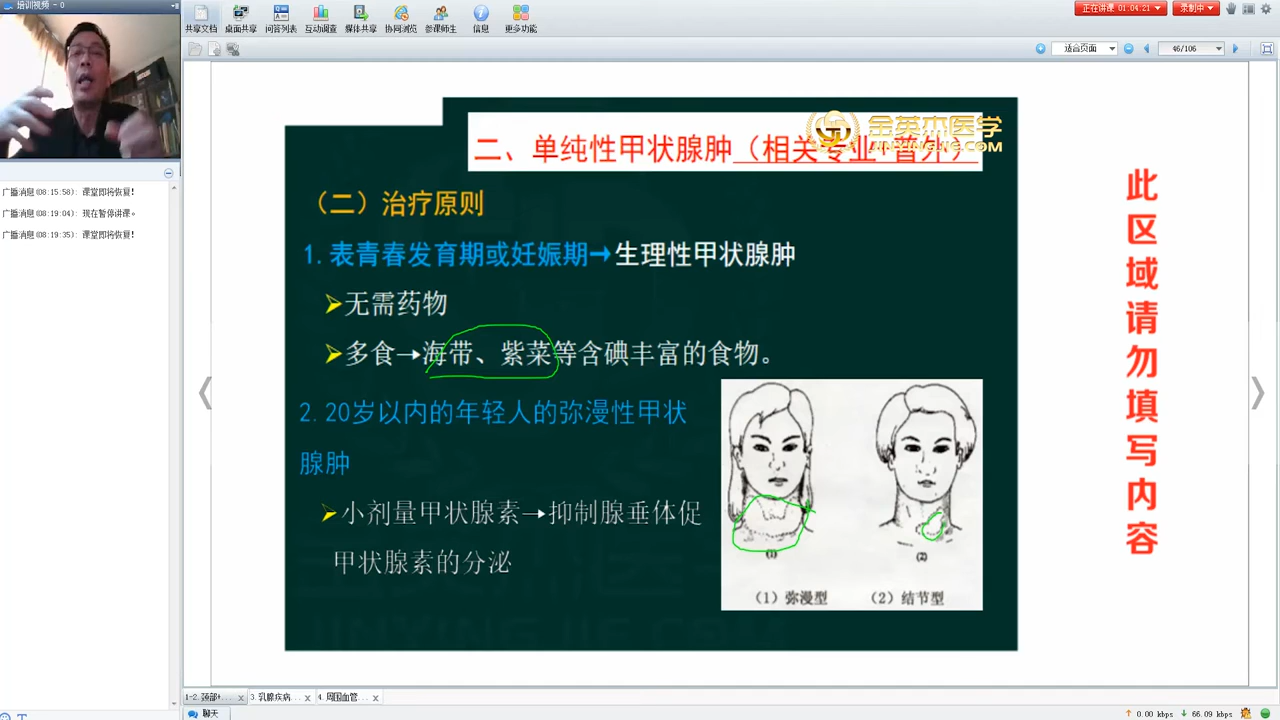 培训视频 - 0
共享文档 桌面共享 问答列表 互动调查 媒体共享 协同浏览 参课师生 信息 更多功能
正在讲课 01:04:21
录制中
适合页面
46/106
广播消息(08:15:58): 课堂即将恢复!
广播消息(08:19:04): 现在暂停讲课。
广播消息(08:19:35): 课堂即将恢复!
二、单纯性甲状腺肿（相关专业+普外）
金英杰医学
JINYINGJIE.COM
（二）治疗原则
1.表青春发育期或妊娠期→生理性甲状腺肿
➢无需药物
➢多食→海带、紫菜等含碘丰富的食物。
2.20岁以内的年轻人的弥漫性甲状
腺肿
➢小剂量甲状腺素→抑制腺垂体促
甲状腺素的分泌
(1) (2)
（1）弥漫型 （2）结节型
此区域请勿填写内容
1-2.颈部+... 3.乳腺疾病... 4.周围血管...
聊天
0.00 kbps 66.09 kbps